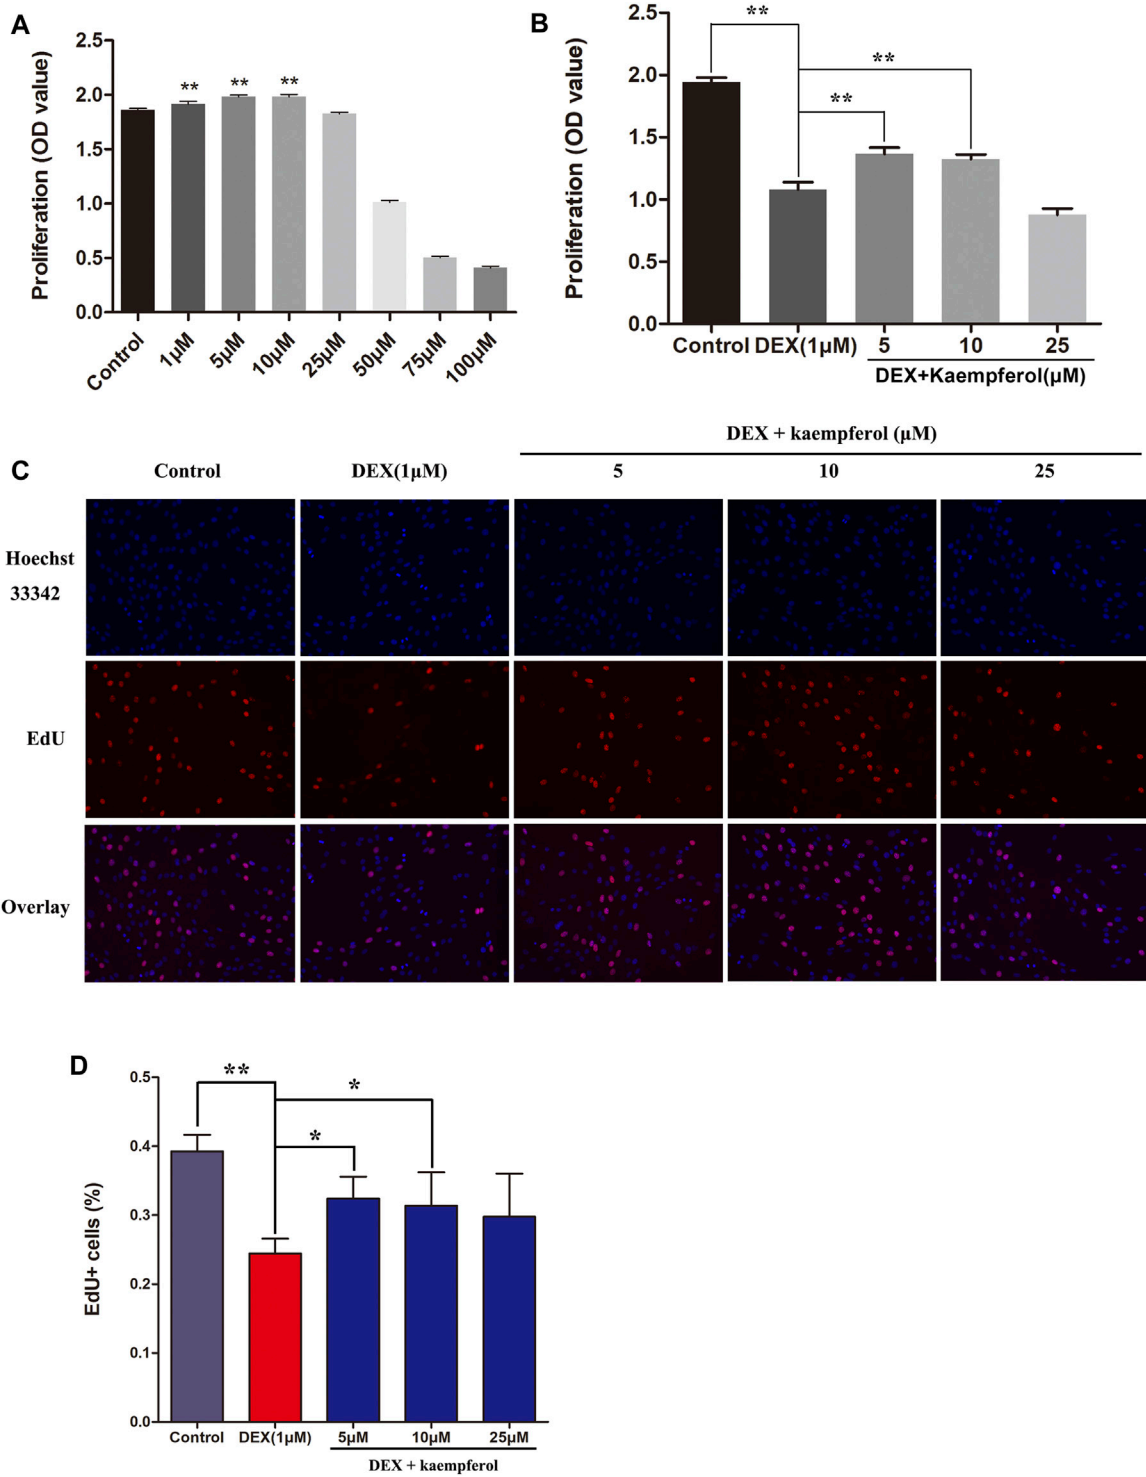 A
Proliferation (OD value)
2.5
2.0
1.5
1.0
0.5
0.0
** ** **
Control 1µM 5µM 10µM 25µM 50µM 75µM 100µM
B
Proliferation (OD value)
2.5
2.0
1.5
1.0
0.5
0.0
**
**
**
Control DEX(1µM) 5 10 25
DEX+Kaempferol(µM)
C
DEX + kaempferol (µM)
Control DEX(1µM) 5 10 25
Hoechst
33342
EdU
Overlay
D
EdU+ cells (%)
0.5
0.4
0.3
0.2
0.1
0.0
**
*
*
Control DEX(1µM) 5µM 10µM 25µM
DEX + kaempferol